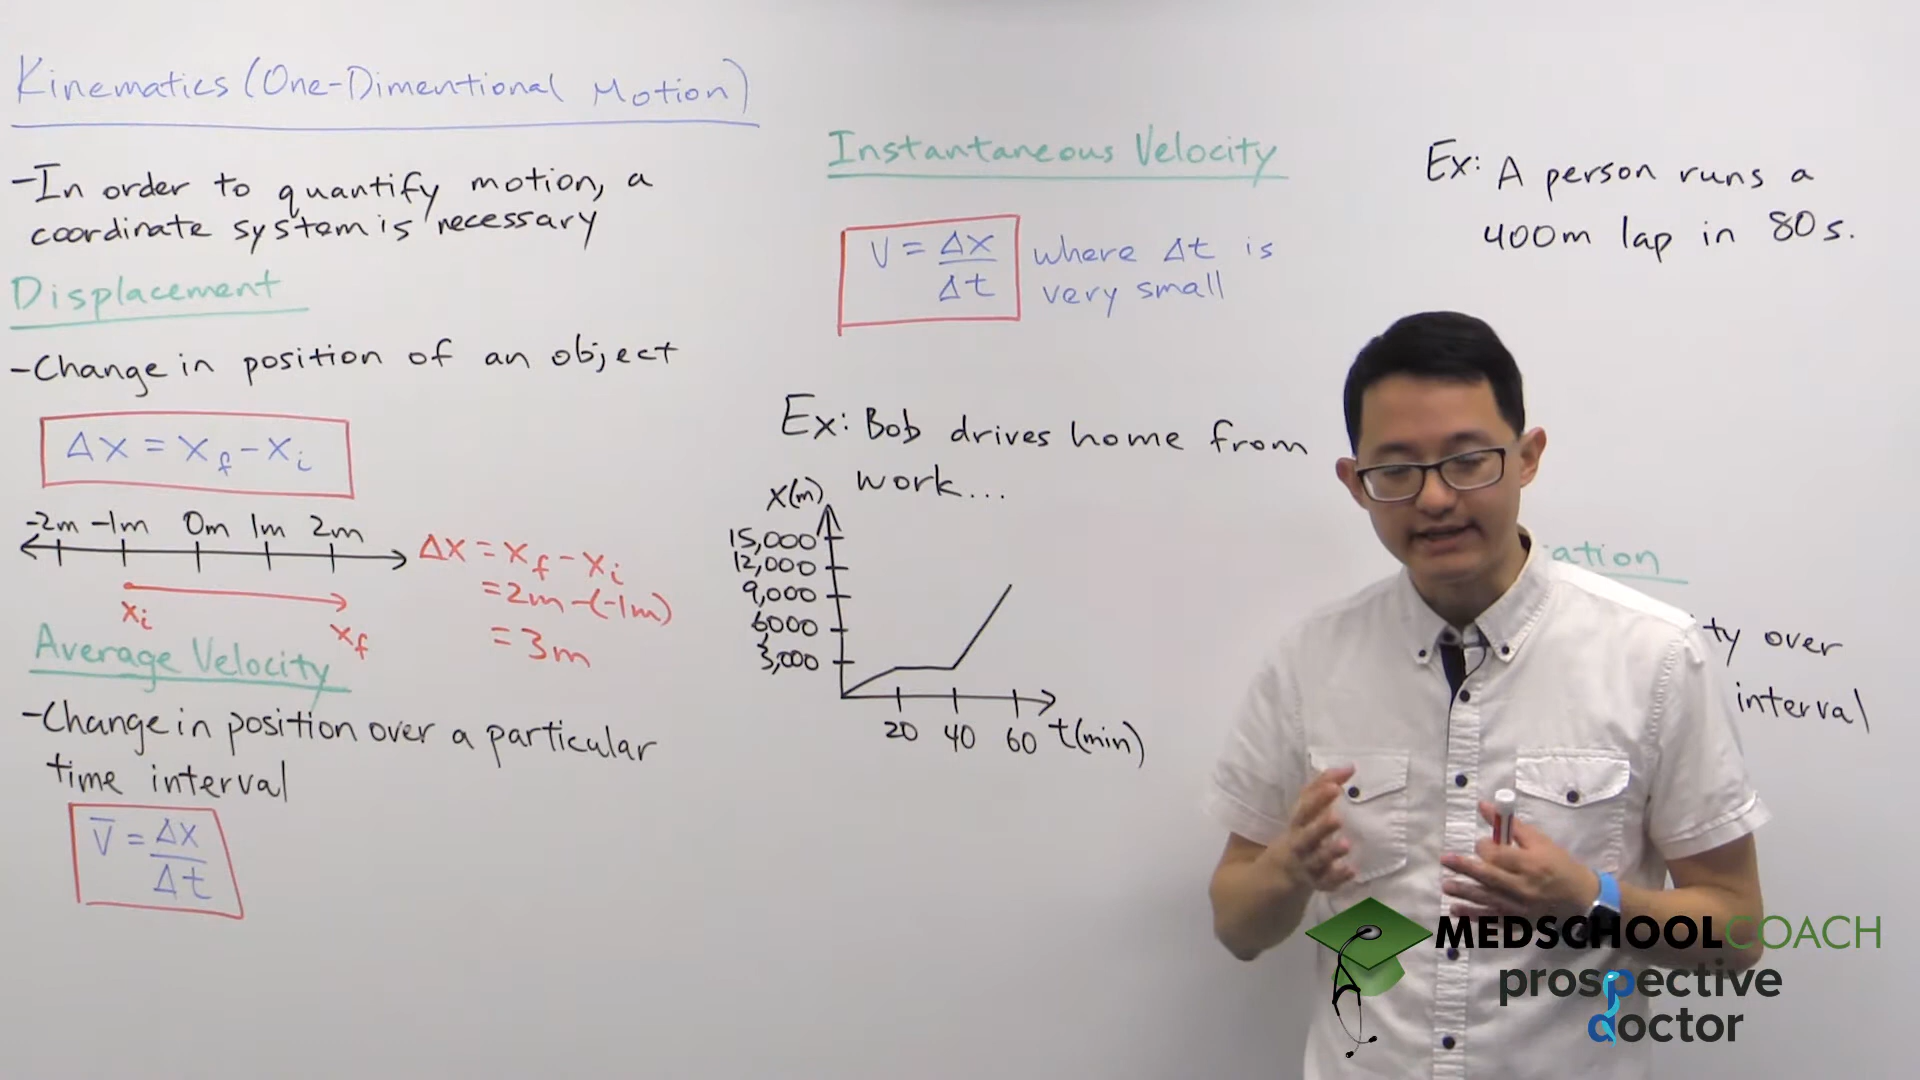 Kinematics (One-Dimentional Motion)
-In order to quantify motion, a
coordinate system is necessary
Displacement
-Change in position of an object
Δx = xf - xi
-2m -1m 0m 1m 2m
xi
xf
Δx = xf - xi
= 2m - (-1m)
= 3m
Average Velocity
-Change in position over a particular
time interval
V̅ = Δx
Δt
Instantaneous Velocity
V = Δx
Δt
where Δt is
very small
Ex: Bob drives home from
work...
x(m)
15,000
12,000
9,000
6000
3,000
20 40 60 t(min)
Ex: A person runs a
400m lap in 80s.
ation
ty over
interval
MEDSCHOOLCOACH
prospective
doctor